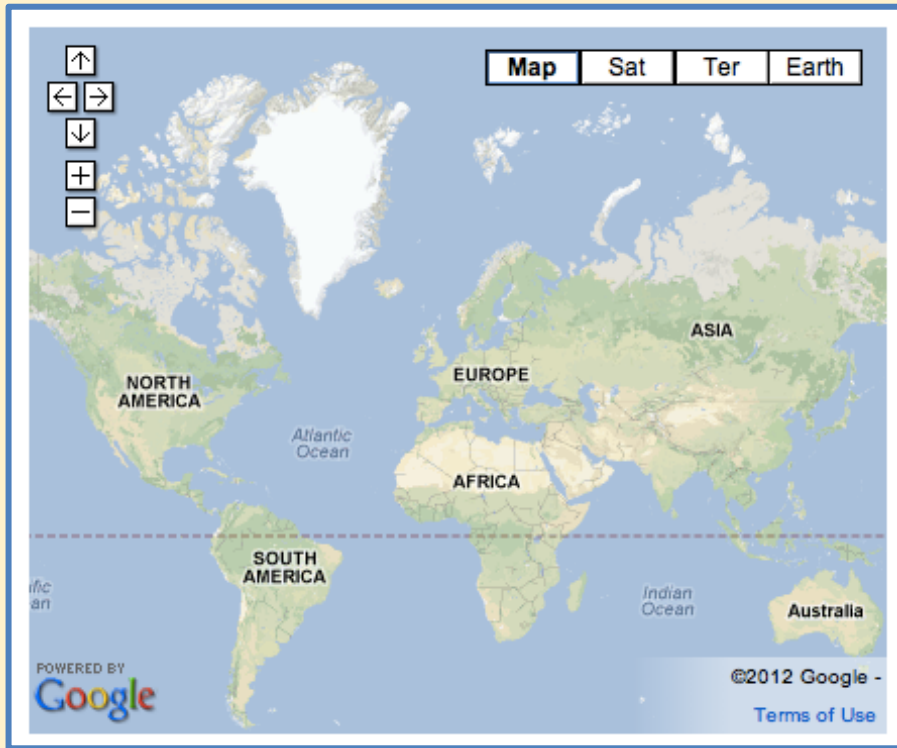 Map Sat Ter Earth
ASIA
EUROPE
NORTH
AMERICA
Atlantic
Ocean
AFRICA
SOUTH
AMERICA
Indian
Ocean
Australia
POWERED BY
Google
©2012 Google -
Terms of Use